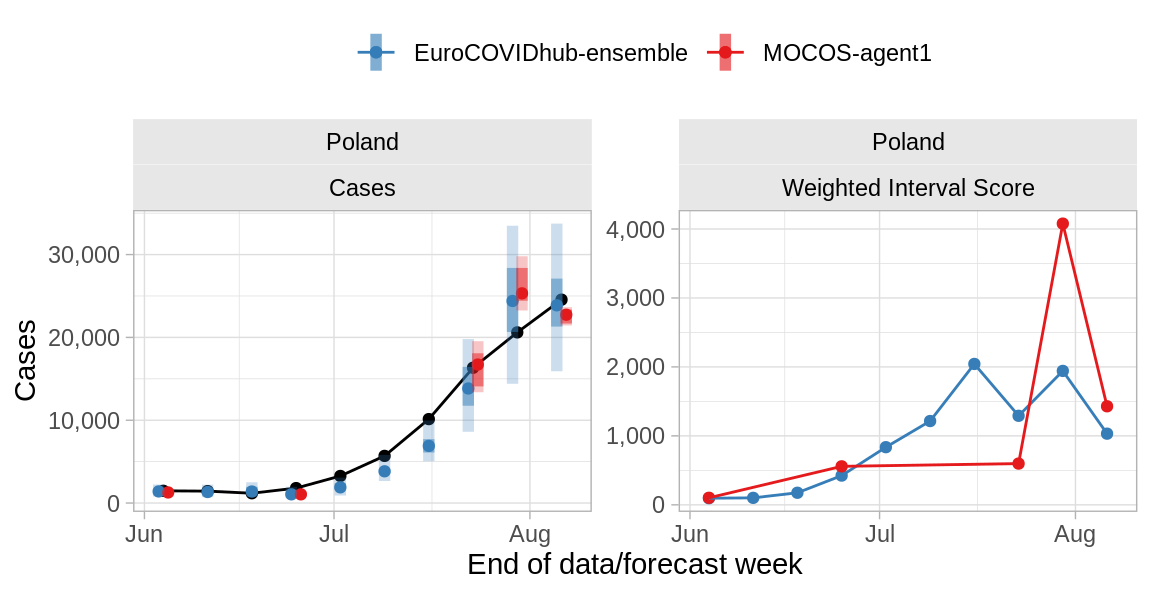 EuroCOVIDhub-ensemble MOCOS-agent1
Poland
Cases
Cases
30,000
20,000
10,000
0
Jun Jul Aug
Poland
Weighted Interval Score
4,000
3,000
2,000
1,000
0
Jun Jul Aug
End of data/forecast week